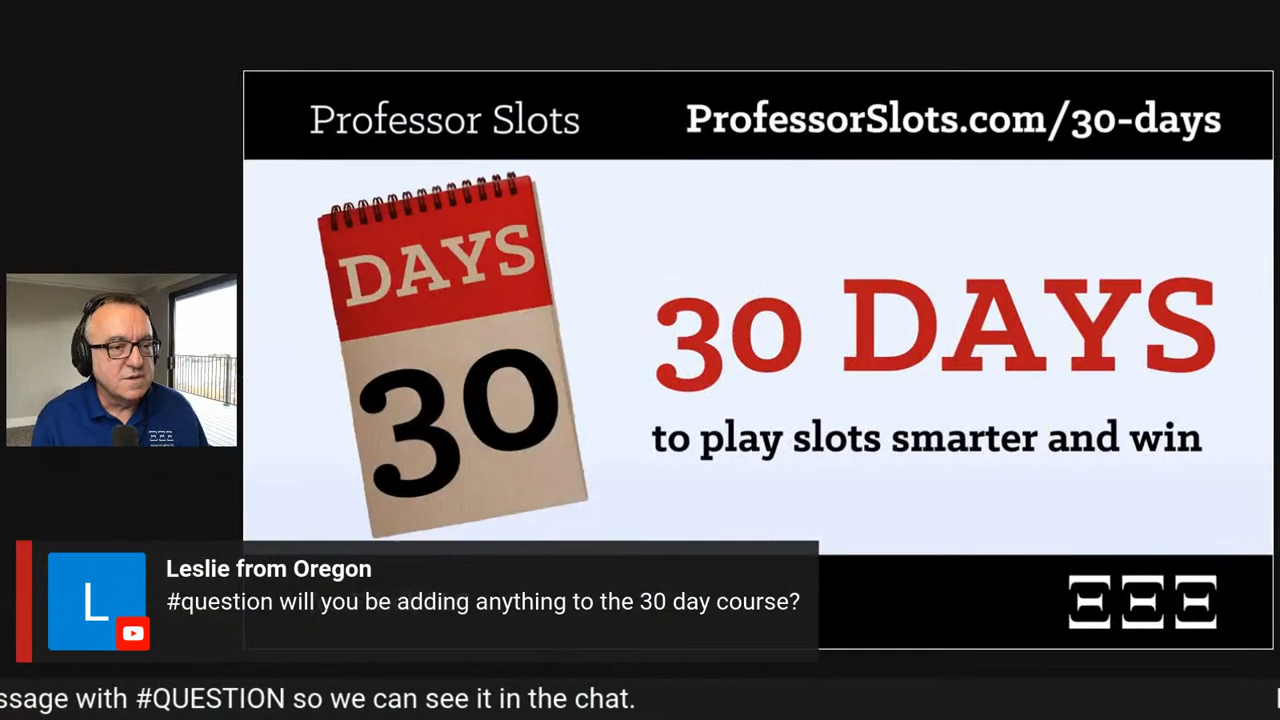 Professor Slots
ProfessorSlots.com/30-days
DAYS
30
30 DAYS
to play slots smarter and win
L
Leslie from Oregon
#question will you be adding anything to the 30 day course?
ssage with #QUESTION so we can see it in the chat.